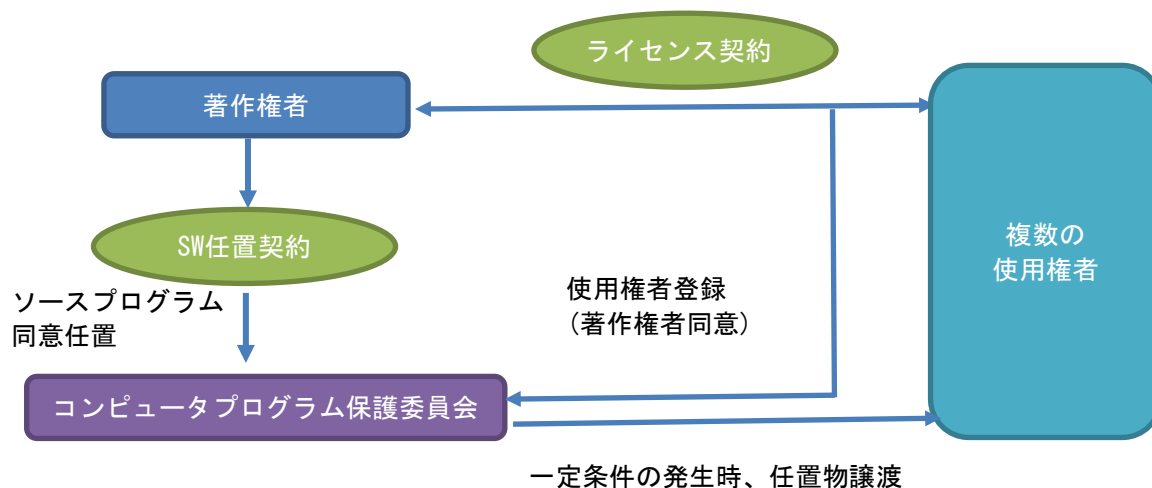 ライセンス契約
著作権者
SW任置契約
複数の
使用権者
ソースプログラム
同意任置
使用権者登録
(著作権者同意)
コンピュータプログラム保護委員会
一定条件の発生時、任置物譲渡